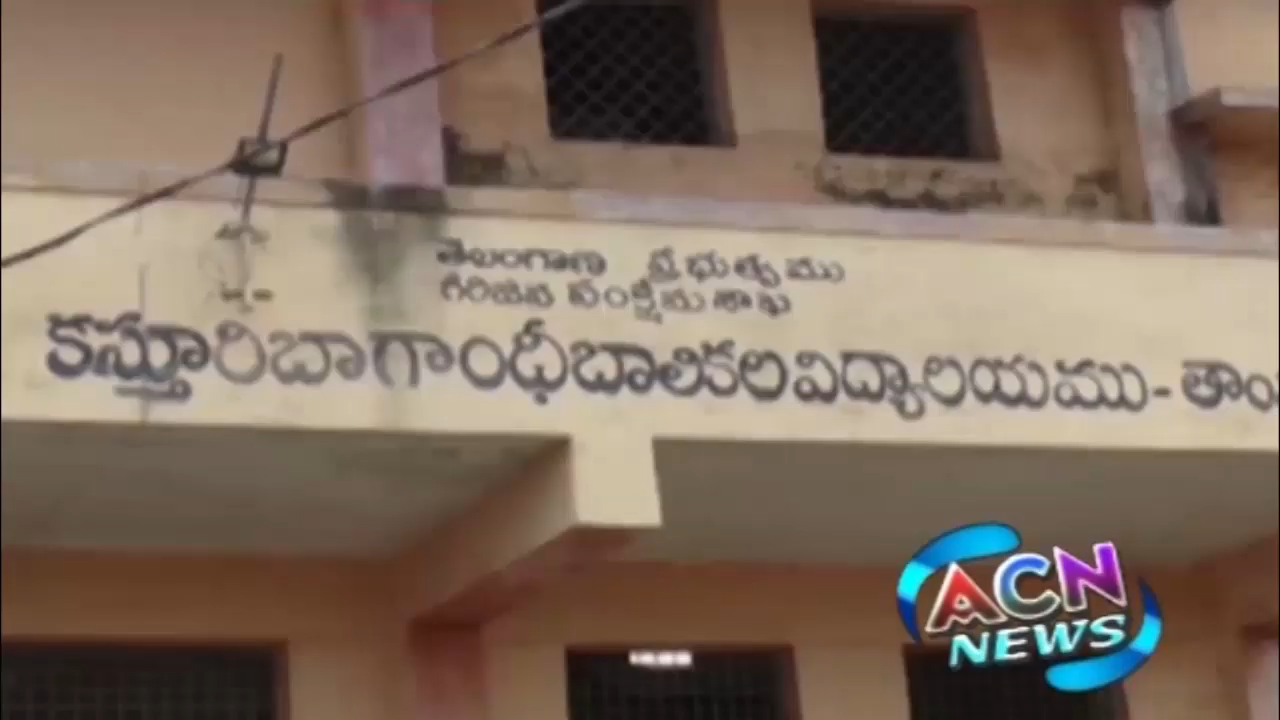 తెలంగాణ ప్రభుత్వము
గిరిజన సంక్షేమ శాఖ
కస్తూరిబాగాంధీబాలికలవిద్యాలయము - తాం
ACN
NEWS